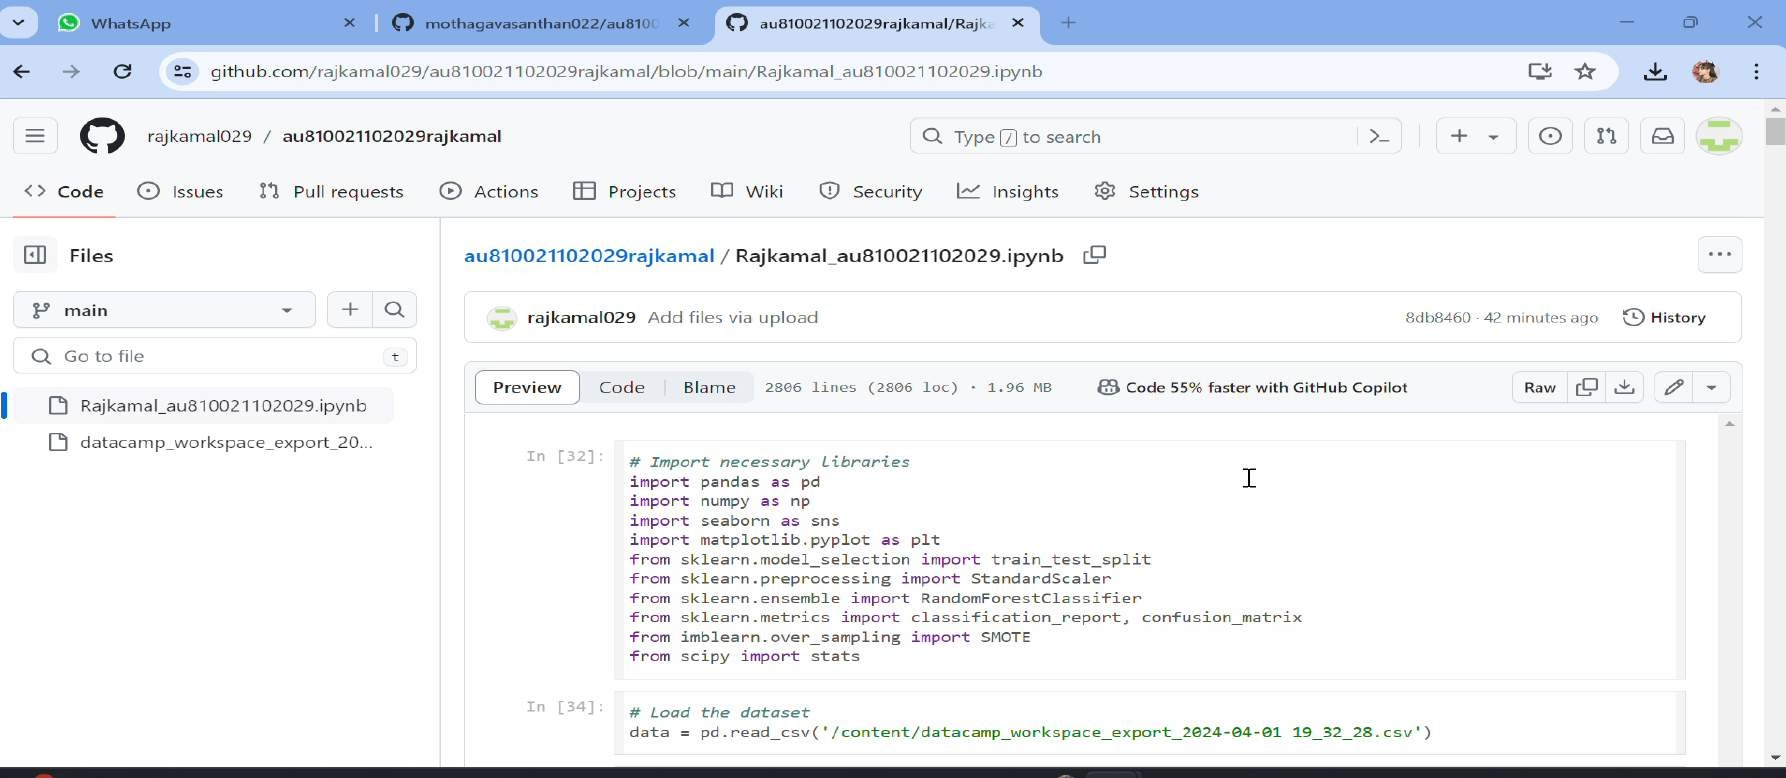 WhatsApp
mothagavasanthan022/au8100
au810021102029rajkamal/Rajka
github.com/rajkamal029/au810021102029rajkamal/blob/main/Rajkamal_au810021102029.ipynb
rajkamal029 / au810021102029rajkamal
Type / to search
Code Issues Pull requests Actions Projects Wiki Security Insights Settings
Files
au810021102029rajkamal / Rajkamal_au810021102029.ipynb
main
rajkamal029 Add files via upload
8db8460 · 42 minutes ago
History
Go to file t
Preview Code Blame 2806 lines (2806 loc) · 1.96 MB
Code 55% faster with GitHub Copilot
Raw
Rajkamal_au810021102029.ipynb
datacamp_workspace_export_20...
In [32]:
# Import necessary libraries
import pandas as pd
import numpy as np
import seaborn as sns
import matplotlib.pyplot as plt
from sklearn.model_selection import train_test_split
from sklearn.preprocessing import StandardScaler
from sklearn.ensemble import RandomForestClassifier
from sklearn.metrics import classification_report, confusion_matrix
from imblearn.over_sampling import SMOTE
from scipy import stats
In [34]:
# Load the dataset
data = pd.read_csv('/content/datacamp_workspace_export_2024-04-01 19_32_28.csv')